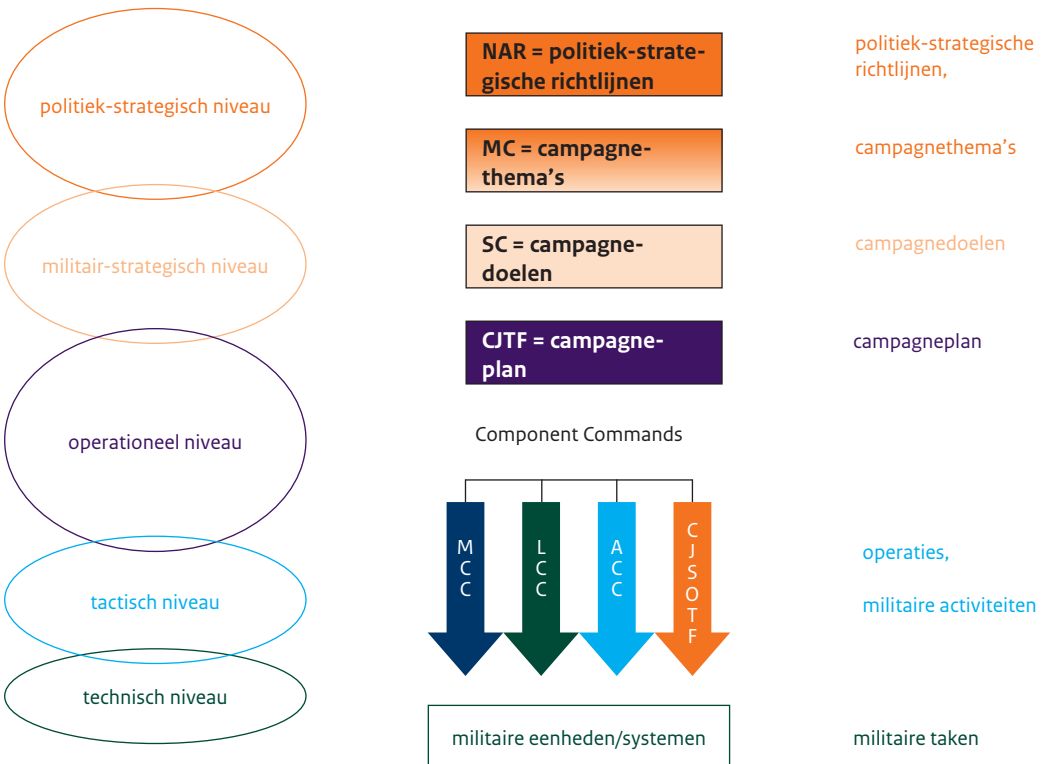 politiek-strategisch niveau
NAR = politiek-strate-
gische richtlijnen
politiek-strategische
richtlijnen,
MC = campagne-
thema's
campagnethema's
militair-strategisch niveau
SC = campagne-
doelen
campagnedoelen
CJTF = campagne-
plan
campagneplan
operationeel niveau
Component Commands
MCC
LCC
ACC
CJSOTF
operaties,
tactisch niveau
militaire activiteiten
technisch niveau
militaire eenheden/systemen
militaire taken